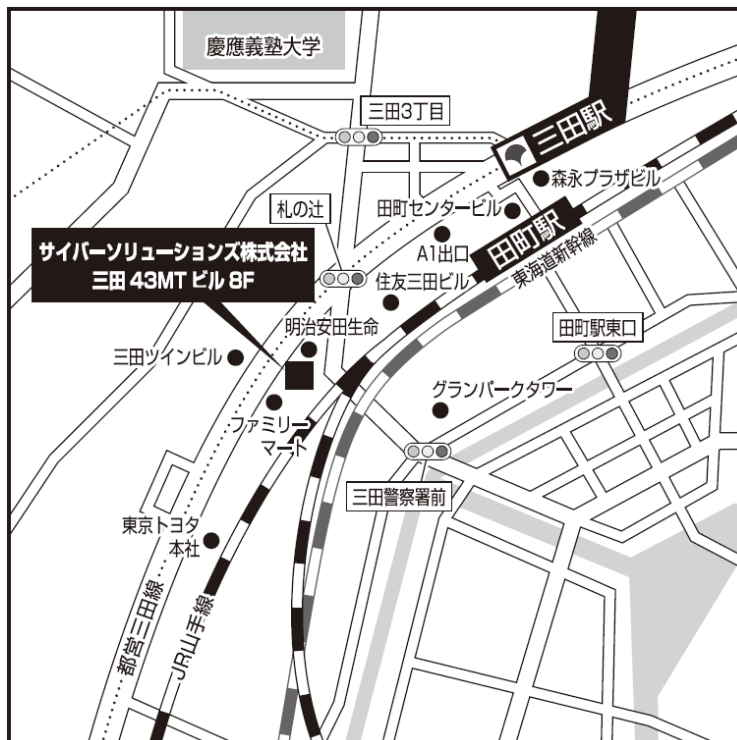 慶應義塾大学
三田3丁目
三田駅
森永プラザビル
札の辻
田町センタービル
田町駅
A1出口
東海道新幹線
サイバーソリューションズ株式会社
三田 43MT ビル 8F
住友三田ビル
明治安田生命
田町駅東口
三田ツインビル
グランパークタワー
ファミリー
マート
三田警察署前
東京トヨタ
本社
都営三田線
JR山手線